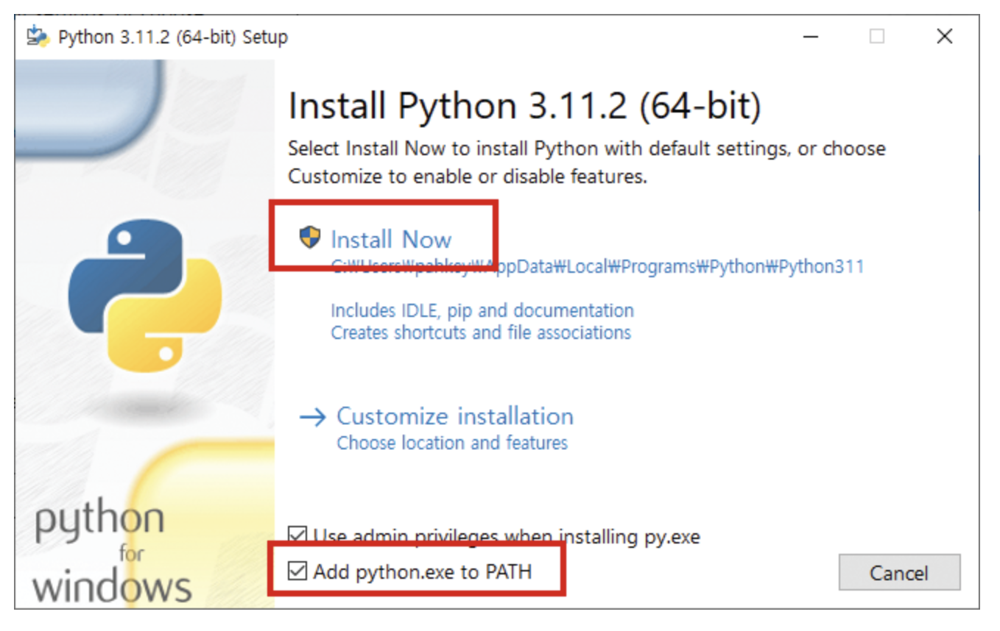 Python 3.11.2 (64-bit) Setup
Install Python 3.11.2 (64-bit)
Select Install Now to install Python with default settings, or choose
Customize to enable or disable features.
Install Now
C:₩Users₩pahkey₩AppData₩Local₩Programs₩Python₩Python311
Includes IDLE, pip and documentation
Creates shortcuts and file associations
Customize installation
Choose location and features
Use admin privileges when installing py.exe
Add python.exe to PATH
Cancel
python
for
windows